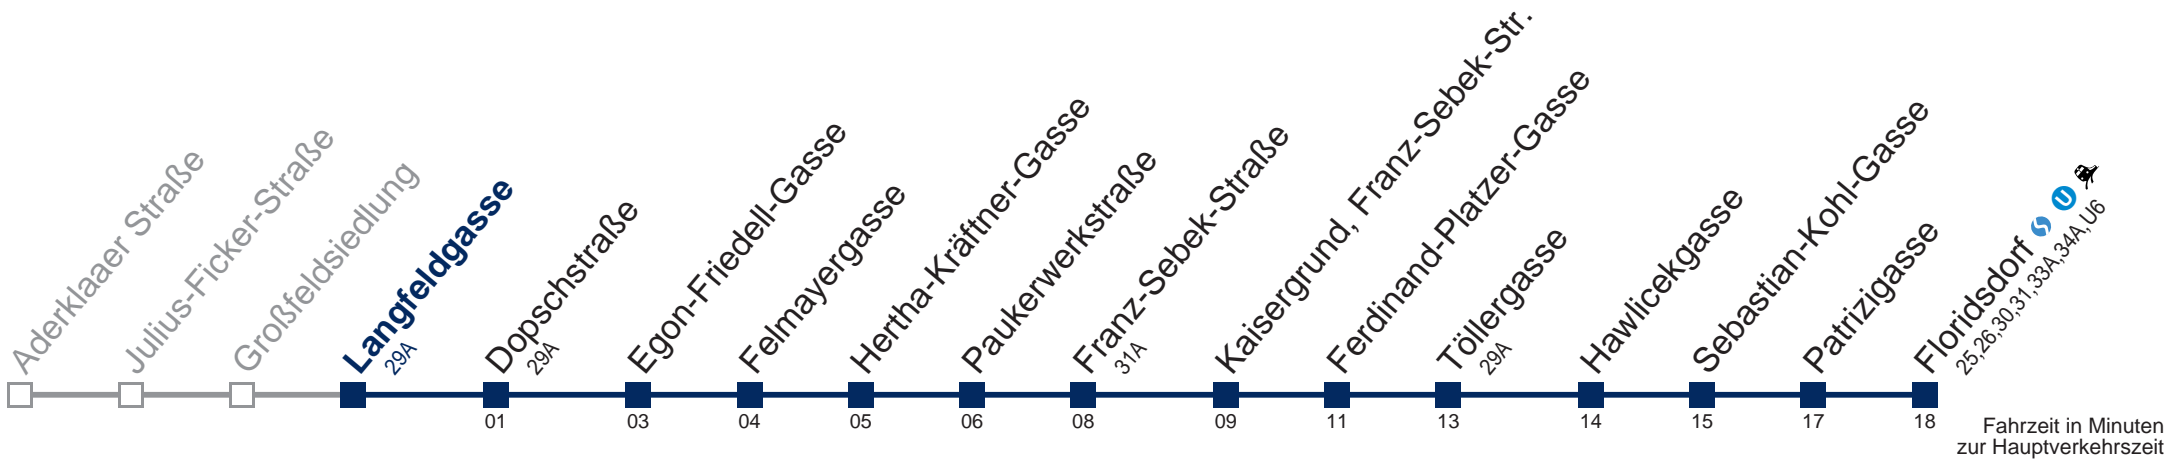 Aderklaaer Straße
Julius-Ficker-Straße
Großfeldsiedlung
Langfeldgasse
29A
Dopschstraße
29A
Egon-Friedell-Gasse
Felmayergasse
Hertha-Kräftner-Gasse
Paukerwerkstraße
Franz-Sebek-Straße
31A
Kaisergrund, Franz-Sebek-Str.
Ferdinand-Platzer-Gasse
Töllergasse
29A
Hawlicekgasse
Sebastian-Kohl-Gasse
Patrizigasse
Floridsdorf U
25,26,30,31,33A,34A,U6
01 03 04 05 06 08 09 11 13 14 15 17 18
Fahrzeit in Minuten
zur Hauptverkehrszeit